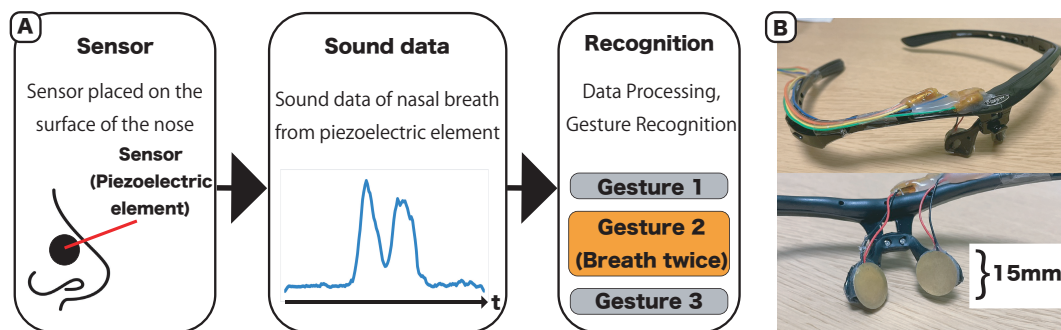 A
Sensor
Sensor placed on the
surface of the nose
Sensor
(Piezoelectric
element)
Sound data
Sound data of nasal breath
from piezoelectric element
t
Recognition
Data Processing,
Gesture Recognition
Gesture 1
Gesture 2
(Breath twice)
Gesture 3
B
15mm